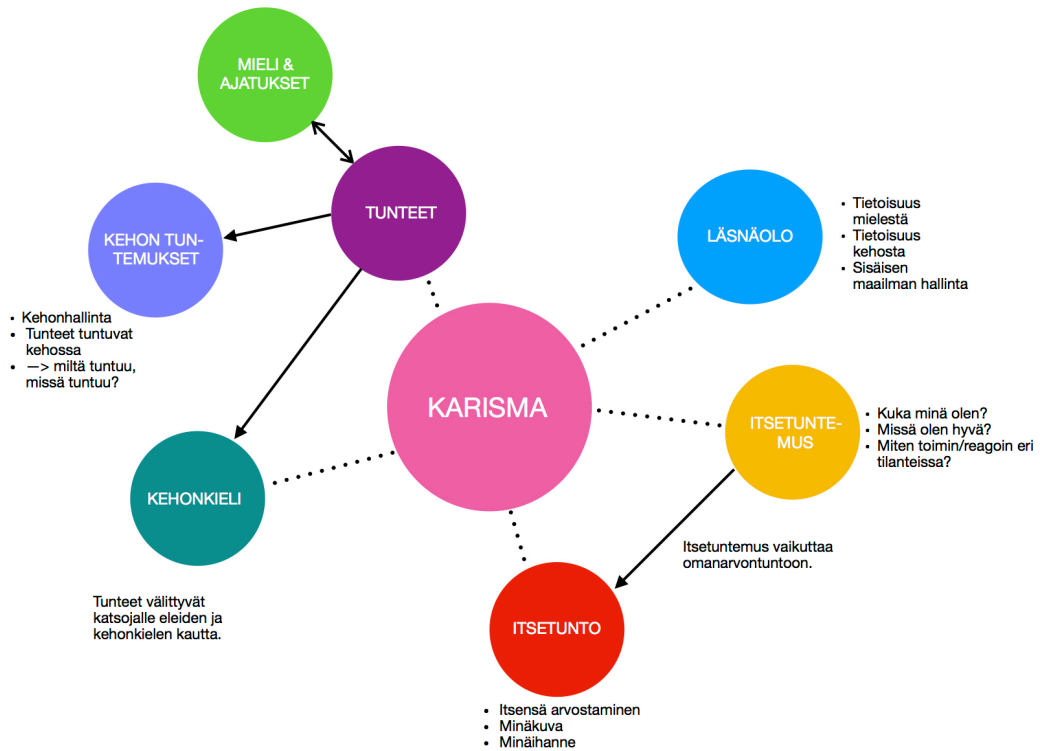 MIELI &
AJATUKSET
TUNTEET
KEHON TUN-
TEMUKSET
• Kehonhallinta
• Tunteet tuntuvat
kehossa
• —> miltä tuntuu,
missä tuntuu?
LÄSNÄOLO
• Tietoisuus
mielestä
• Tietoisuus
kehosta
• Sisäisen
maailman hallinta
KARISMA
ITSETUNTE-
MUS
• Kuka minä olen?
• Missä olen hyvä?
• Miten toimin/reagoin eri
tilanteissa?
KEHONKIELI
Tunteet välittyvät
katsojalle eleiden ja
kehonkielen kautta.
Itsetuntemus vaikuttaa
omanarvontuntoon.
ITSETUNTO
• Itsensä arvostaminen
• Minäkuva
• Minäihanne